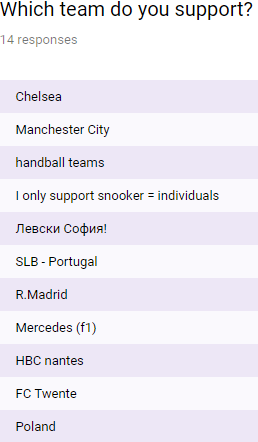 Which team do you support?
14 responses
Chelsea
Manchester City
handball teams
I only support snooker = individuals
Левски София!
SLB - Portugal
R.Madrid
Mercedes (f1)
HBC nantes
FC Twente
Poland